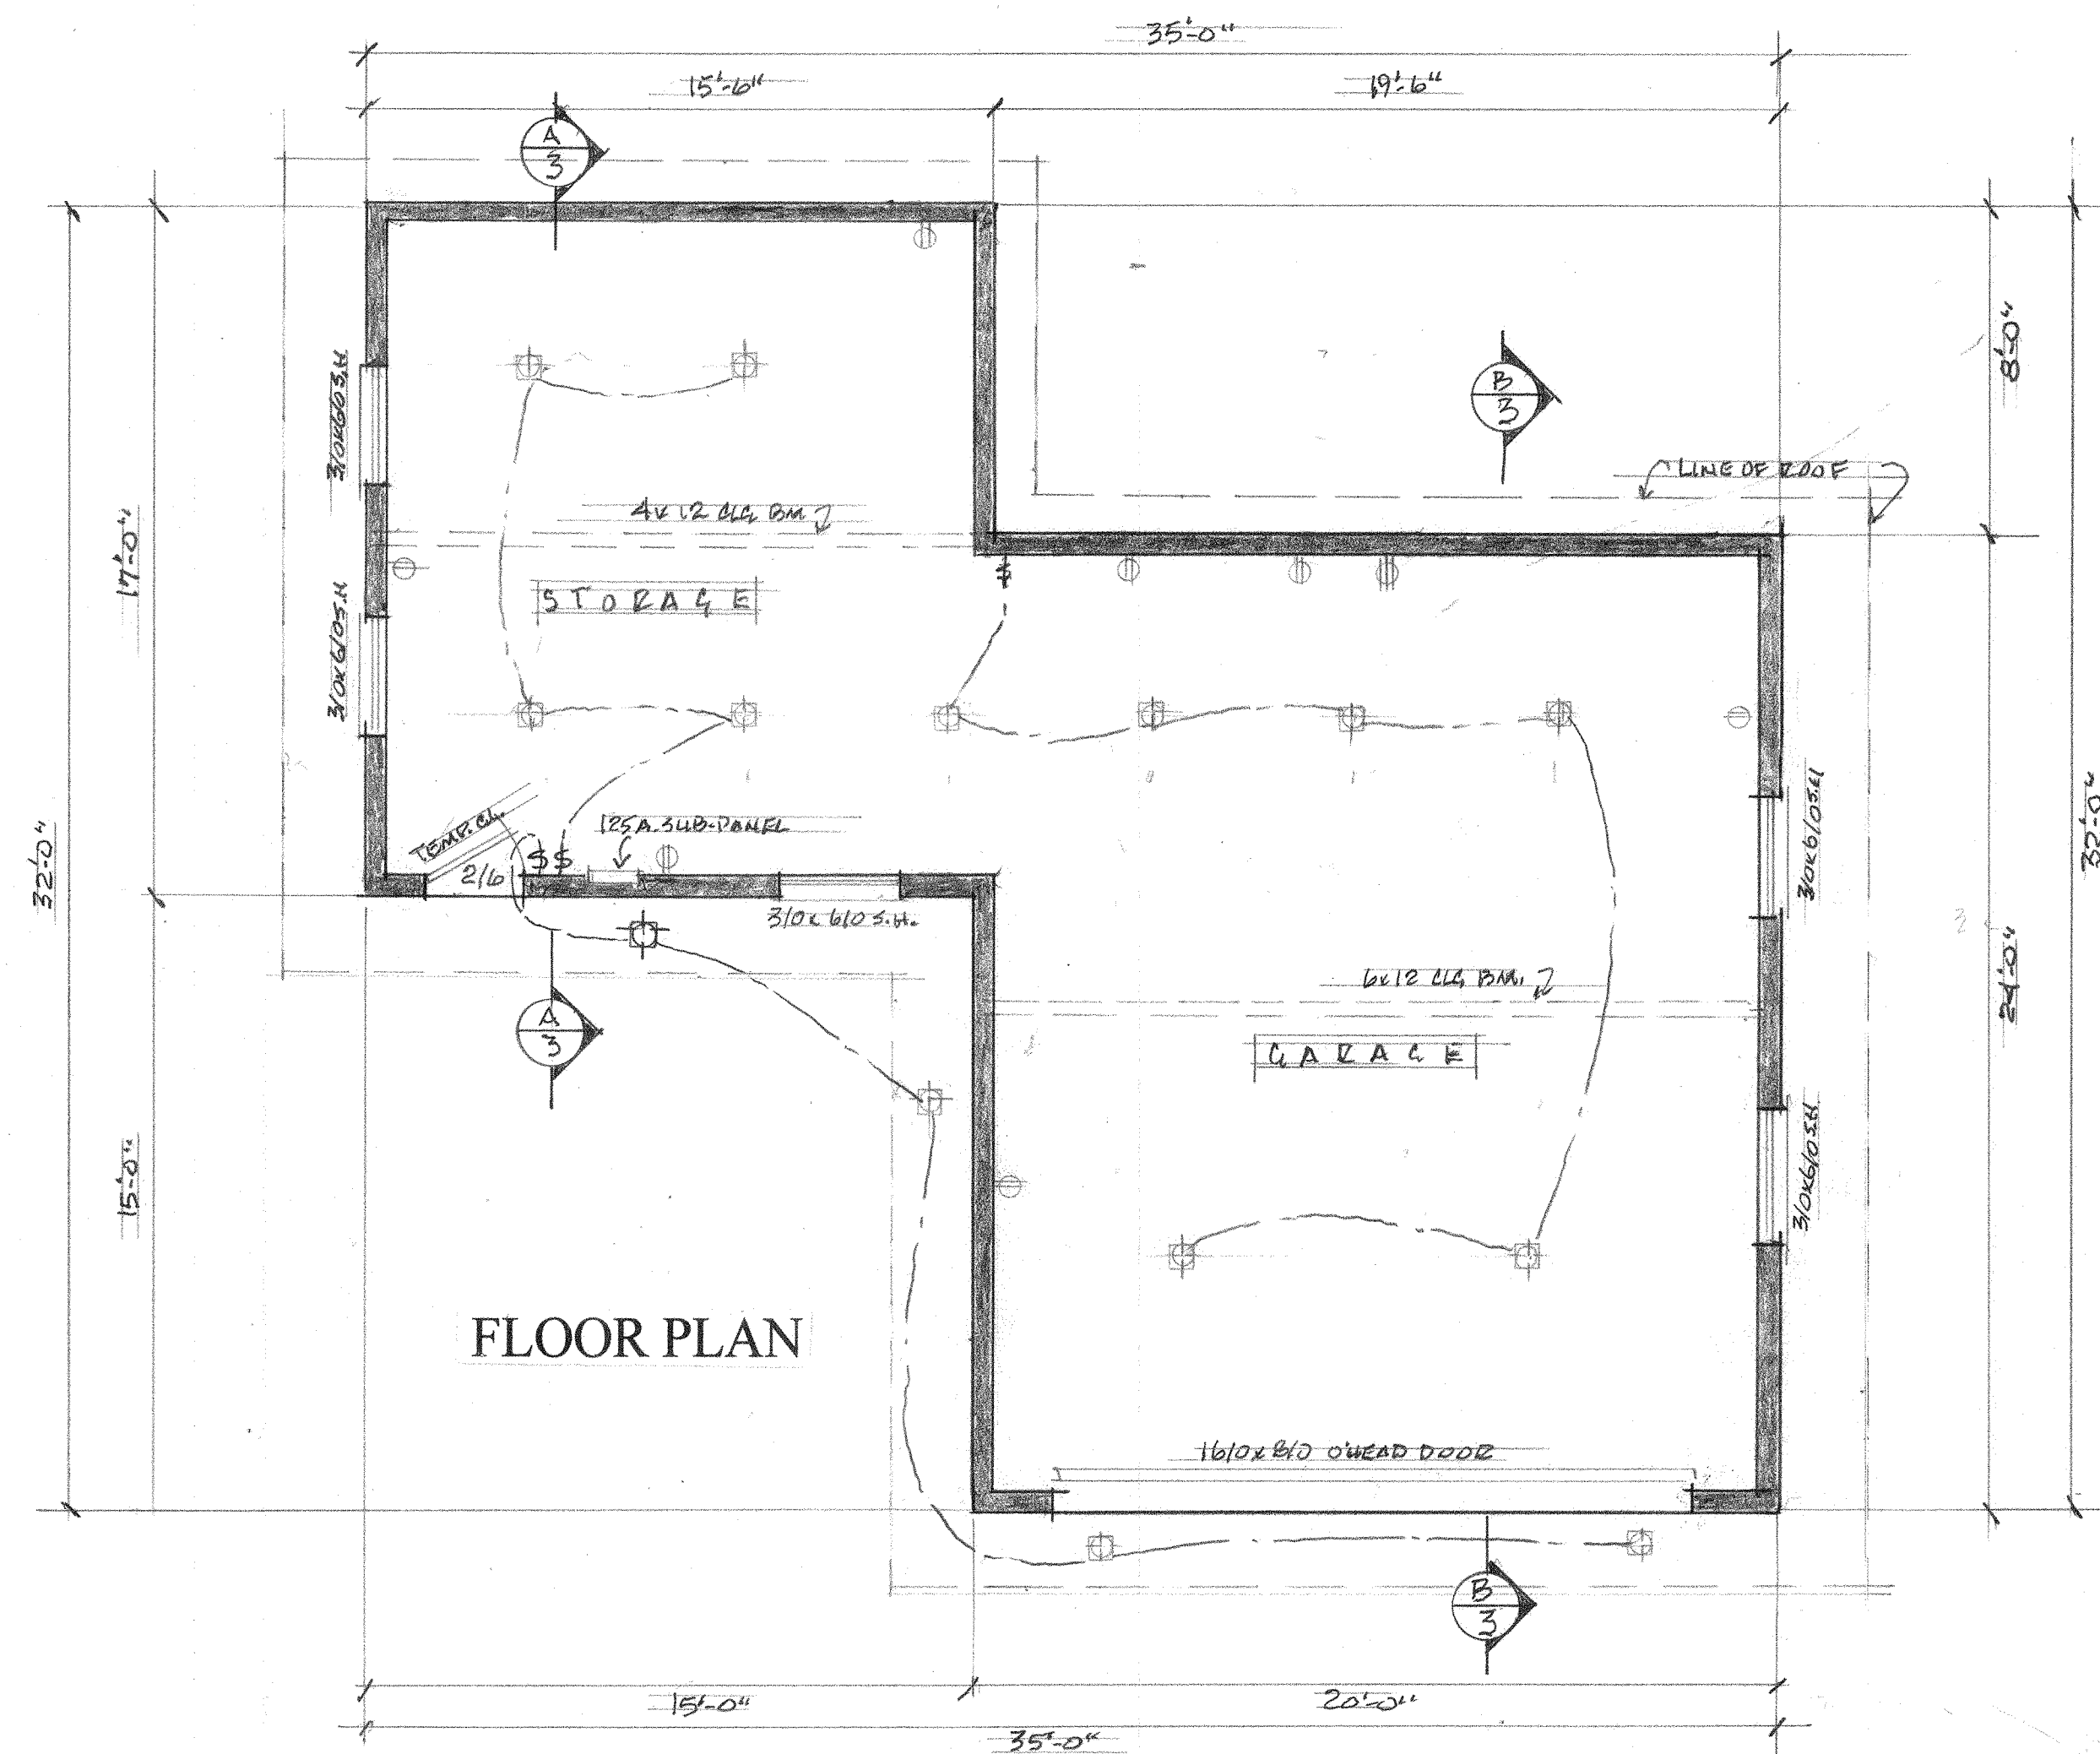 35'-0"
15'-6"
19'-6"
A
3
8'-0"
B
3
LINE OF ROOF
3/0x6/0 S.H
4x12 CLG BM
17'-0"
STORAGE
3/0x6/0 S.H
3/0x6/0 S.H
TEMP. GL.
125A. SUB-PANEL
$
$$
2/6
32'-0"
32'-0"
3/0x6/0 S.H.
6x12 CLG BM.
24'-0"
A
3
GARAGE
15'-0"
3/0x6/0 S.H
FLOOR PLAN
16/0x8/0 O'HEAD DOOR
B
3
15'-0"
20'-0"
35'-0"